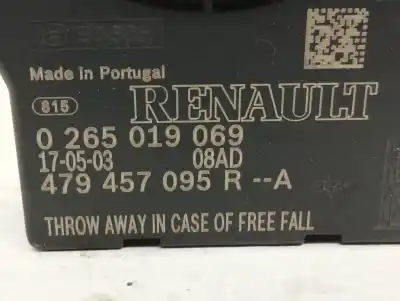 Made in Portugal
815
RENAULT
0 265 019 069
17-05-03 08AD
479 457 095 R --A
THROW AWAY IN CASE OF FREE FALL